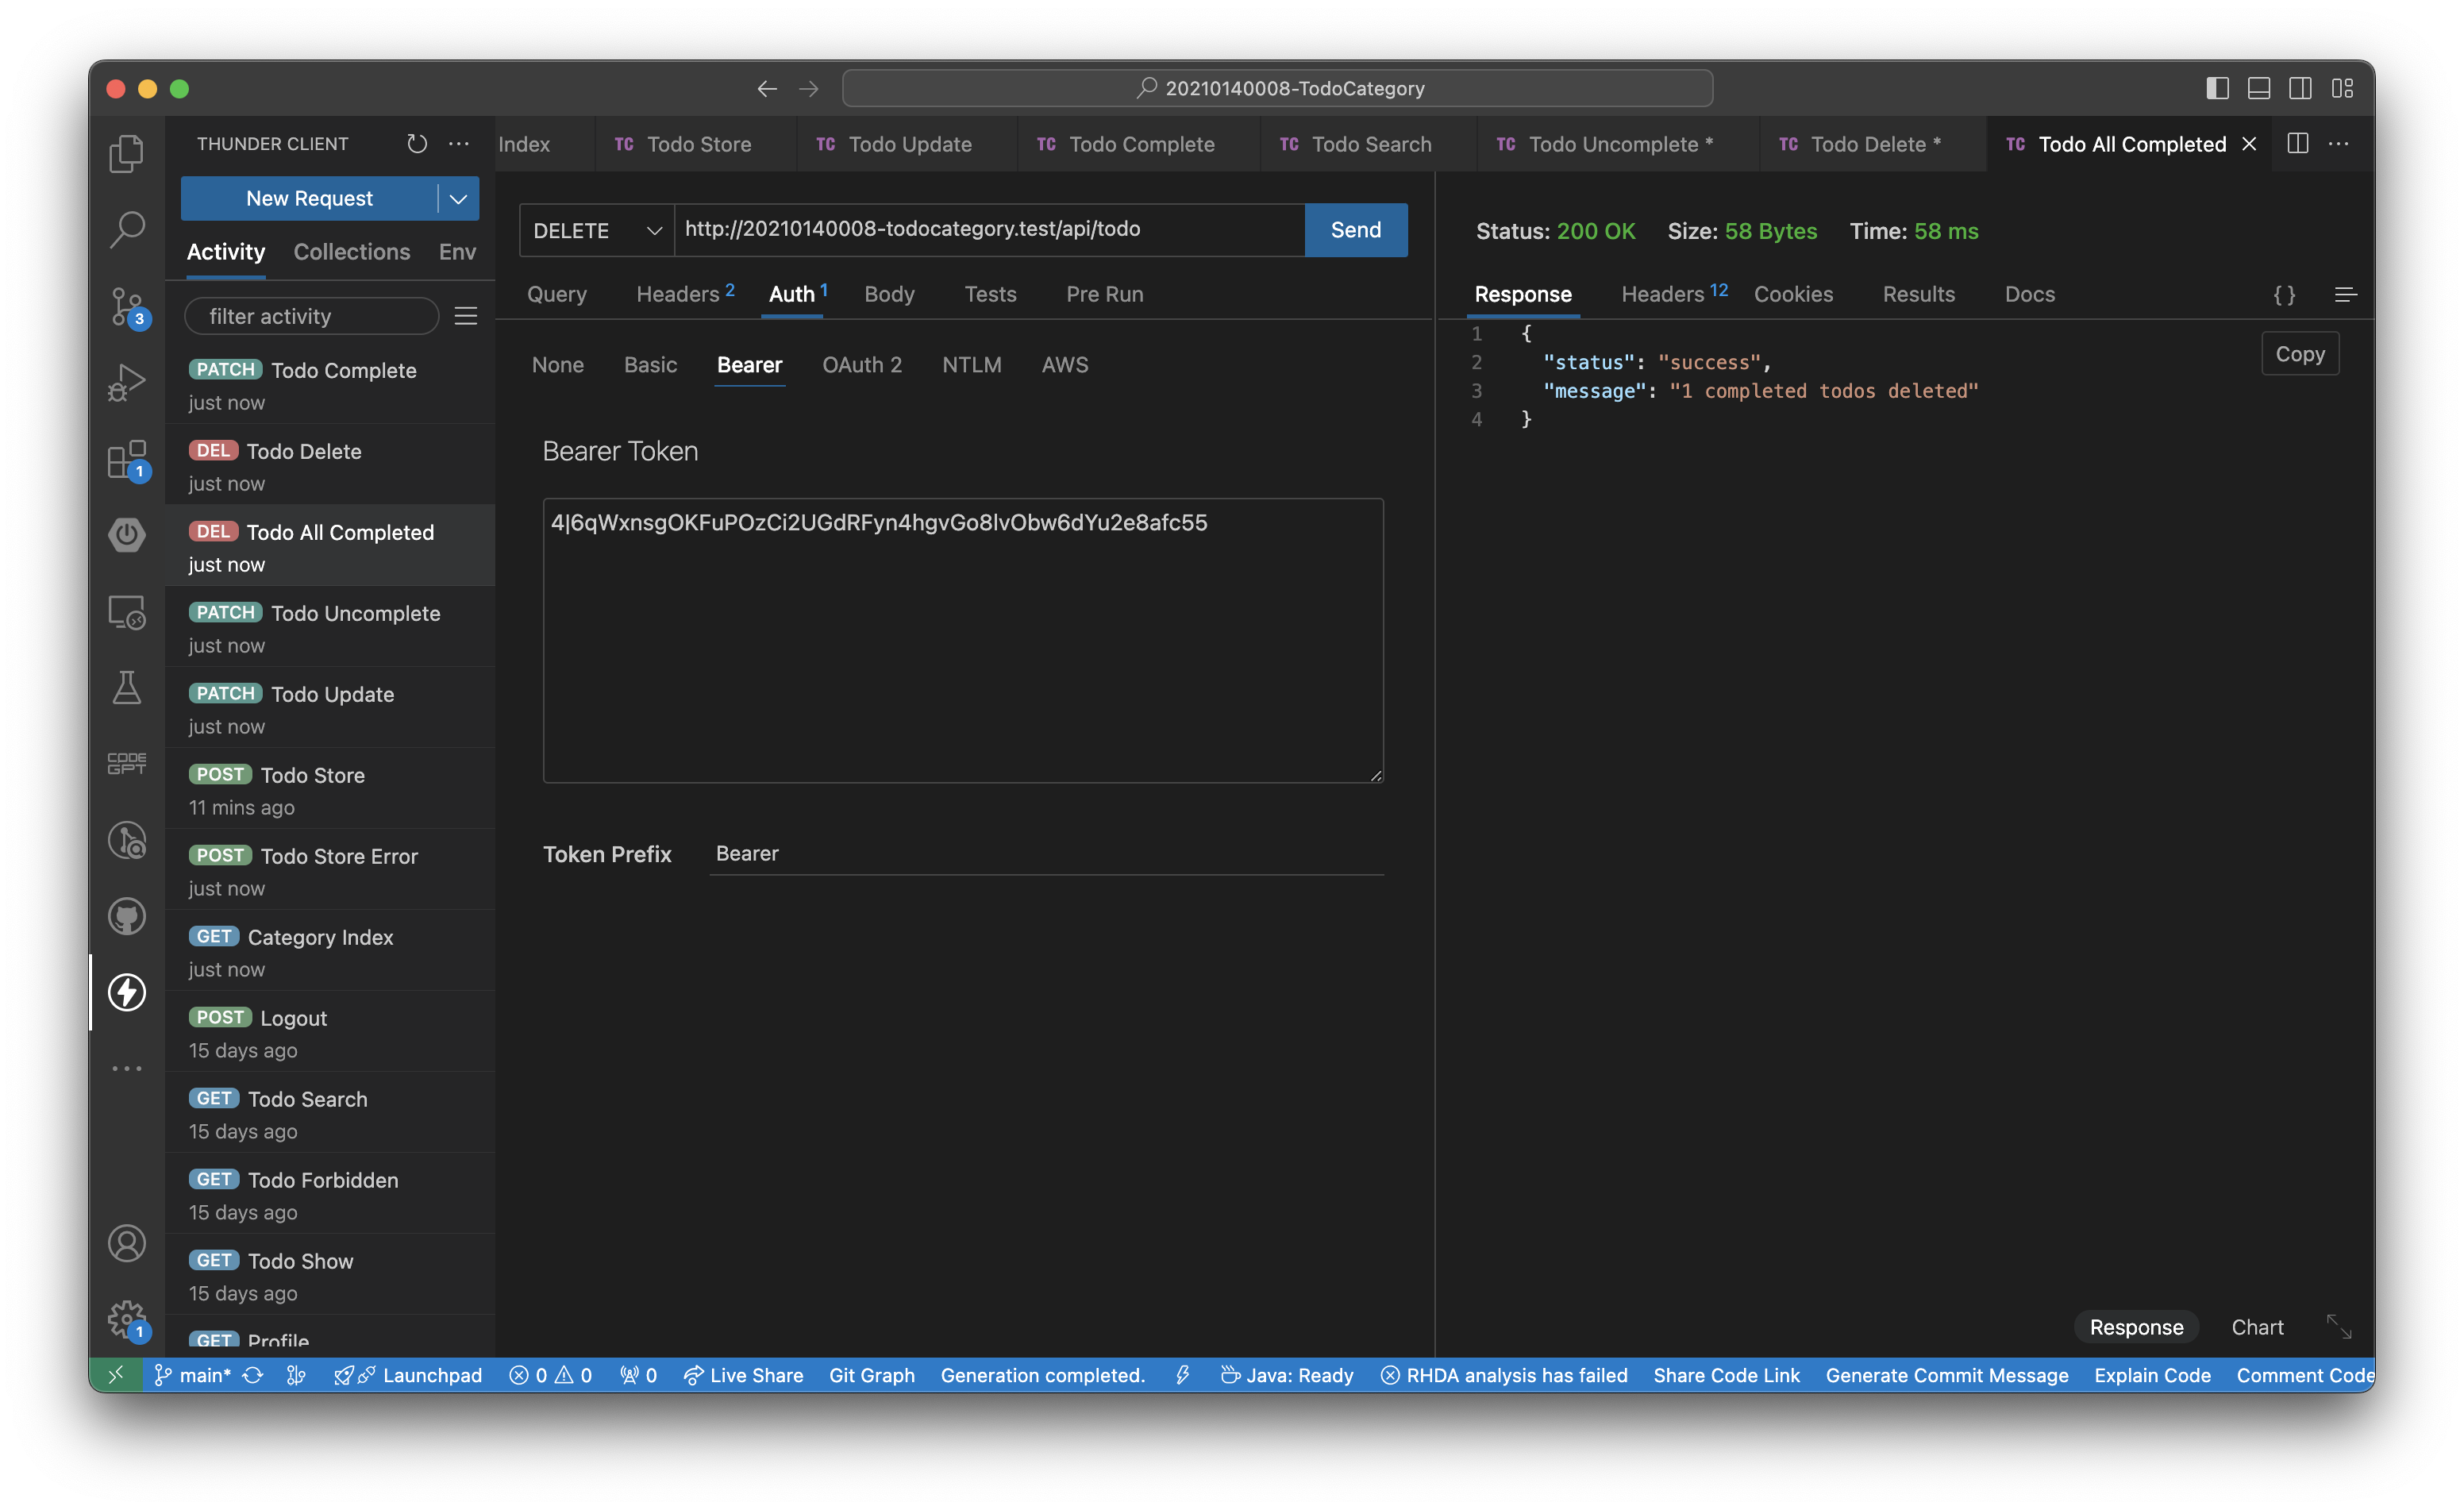 20210140008-TodoCategory
THUNDER CLIENT
Index
TC Todo Store
TC Todo Update
TC Todo Complete
TC Todo Search
TC Todo Uncomplete *
TC Todo Delete *
TC Todo All Completed
New Request
Activity Collections Env
filter activity
PATCH Todo Complete
just now
DEL Todo Delete
just now
DEL Todo All Completed
just now
PATCH Todo Uncomplete
just now
PATCH Todo Update
just now
POST Todo Store
11 mins ago
POST Todo Store Error
just now
GET Category Index
just now
POST Logout
15 days ago
GET Todo Search
15 days ago
GET Todo Forbidden
15 days ago
GET Todo Show
15 days ago
GET Profile
3
1
CODE
GPT
1
DELETE http://20210140008-todocategory.test/api/todo Send
Query Headers 2 Auth 1 Body Tests Pre Run
None Basic Bearer OAuth 2 NTLM AWS
Bearer Token
4|6qWxnsgOKFuPOzCi2UGdRFyn4hgvGo8lvObw6dYu2e8afc55
Token Prefix Bearer
Status: 200 OK Size: 58 Bytes Time: 58 ms
Response Headers 12 Cookies Results Docs {}
1 {
2 "status": "success",
3 "message": "1 completed todos deleted"
4 }
Copy
Response Chart
main* Launchpad 0 0 0 Live Share Git Graph Generation completed. Java: Ready RHDA analysis has failed Share Code Link Generate Commit Message Explain Code Comment Code